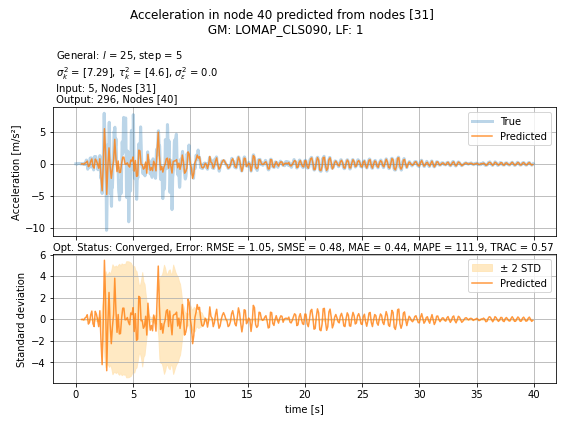 Acceleration in node 40 predicted from nodes [31]
GM: LOMAP_CLS090, LF: 1
General: l = 25, step = 5
σ²ₖ = [7.29], τ²ₖ = [4.6], σ²ε = 0.0
Input: 5, Nodes [31]
Output: 296, Nodes [40]
True
Predicted
Acceleration [m/s²]
5
0
−5
−10
Opt. Status: Converged, Error: RMSE = 1.05, SMSE = 0.48, MAE = 0.44, MAPE = 111.9, TRAC = 0.57
± 2 STD
Predicted
Standard deviation
6
4
2
0
−2
−4
0 5 10 15 20 25 30 35 40
time [s]